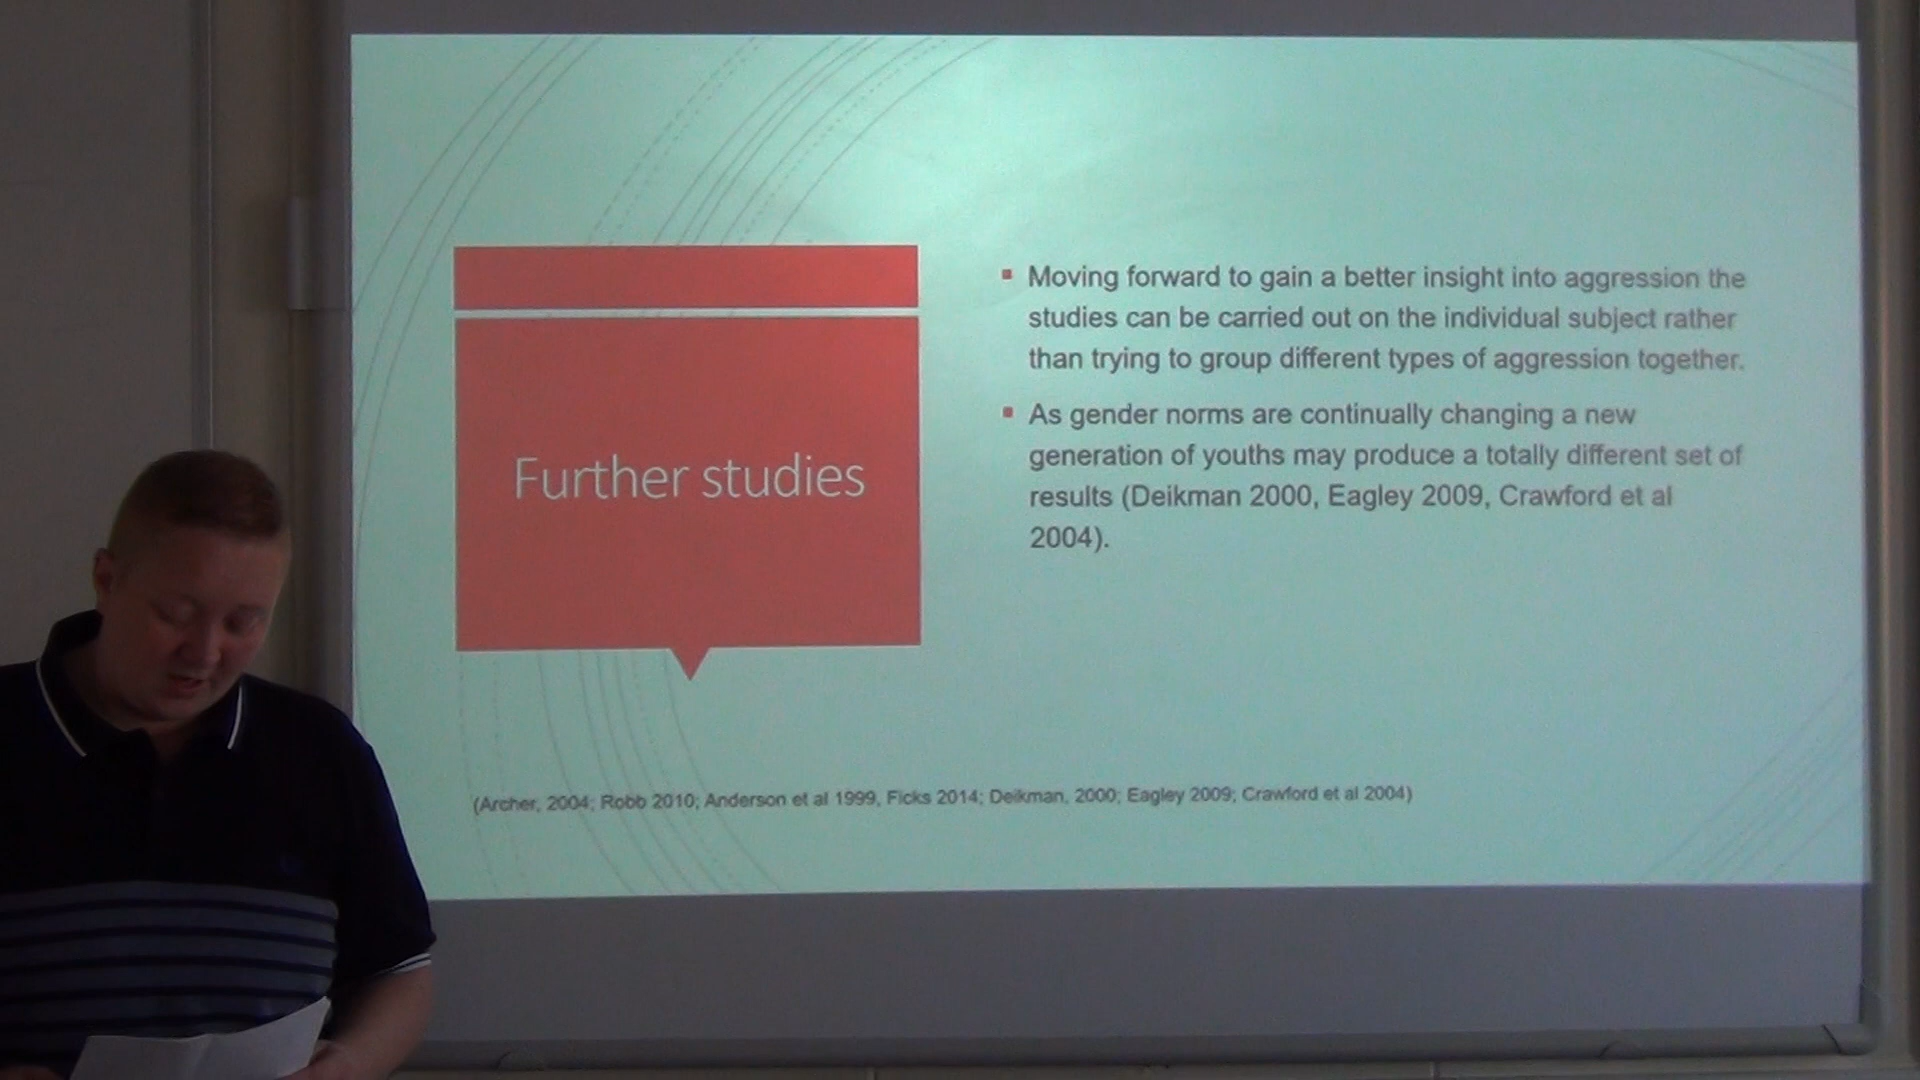 Further studies
Moving forward to gain a better insight into aggression the
studies can be carried out on the individual subject rather
than trying to group different types of aggression together.
As gender norms are continually changing a new
generation of youths may produce a totally different set of
results (Deikman 2000, Eagley 2009, Crawford et al
2004).
(Archer, 2004; Robb 2010; Anderson et al 1999, Ficks 2014; Deikman, 2000; Eagley 2009; Crawford et al 2004)